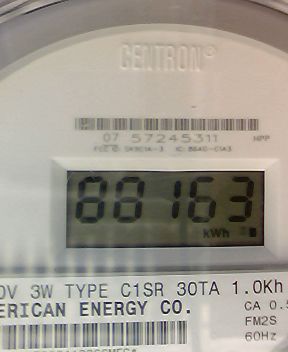 CENTRON®
07 57245311 HPP
88163
kWh
0V 3W TYPE C1SR 30TA 1.0Kh
ERICAN ENERGY CO.
CA 0.5
FM2S
60Hz